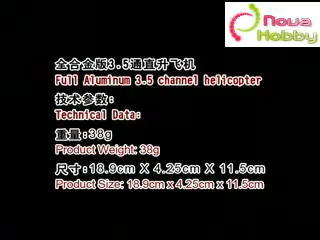 Nova
Hobby
全合金版3.5通直升飞机
Full Aluminum 3.5 channel helicopter
技术参数:
Technical Data:
重量:38g
Product Weight: 38g
尺寸:18.9cm X 4.25cm X 11.5cm
Product Size: 18.9cm x 4.25cm x 11.5cm